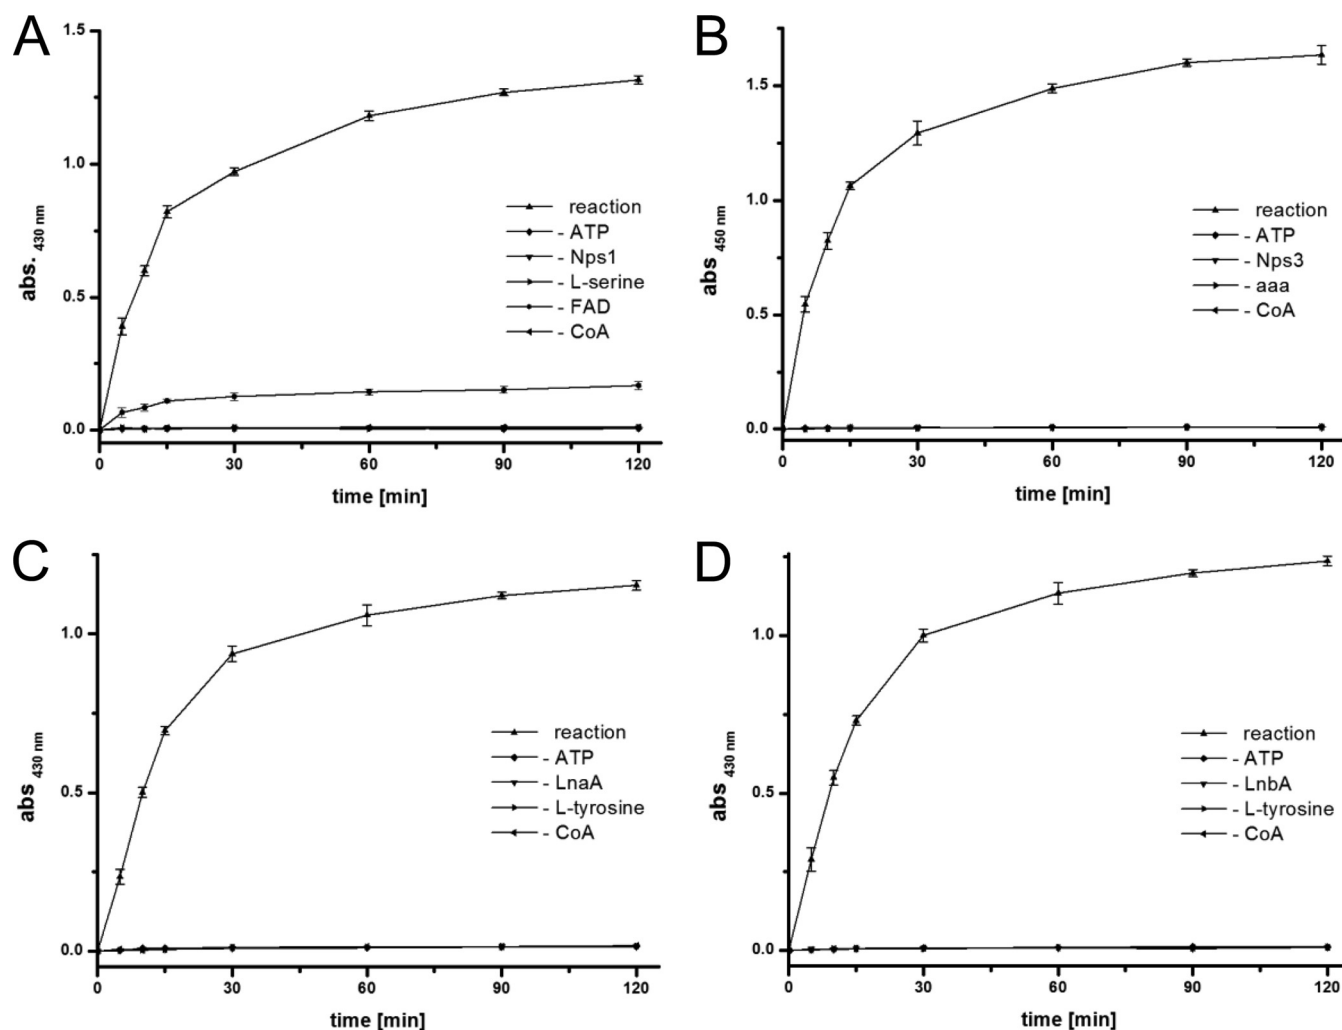 A
1.5
1.0
0.5
0.0
abs. 430 nm
reaction
- ATP
- Nps1
- L-serine
- FAD
- CoA
0 30 60 90 120
time [min]
B
1.5
1.0
0.5
0.0
abs 450 nm
reaction
- ATP
- Nps3
- aaa
- CoA
0 30 60 90 120
time [min]
C
1.0
0.5
0.0
abs 430 nm
reaction
- ATP
- LnaA
- L-tyrosine
- CoA
0 30 60 90 120
time [min]
D
1.0
0.5
0.0
abs 430 nm
reaction
- ATP
- LnbA
- L-tyrosine
- CoA
0 30 60 90 120
time [min]